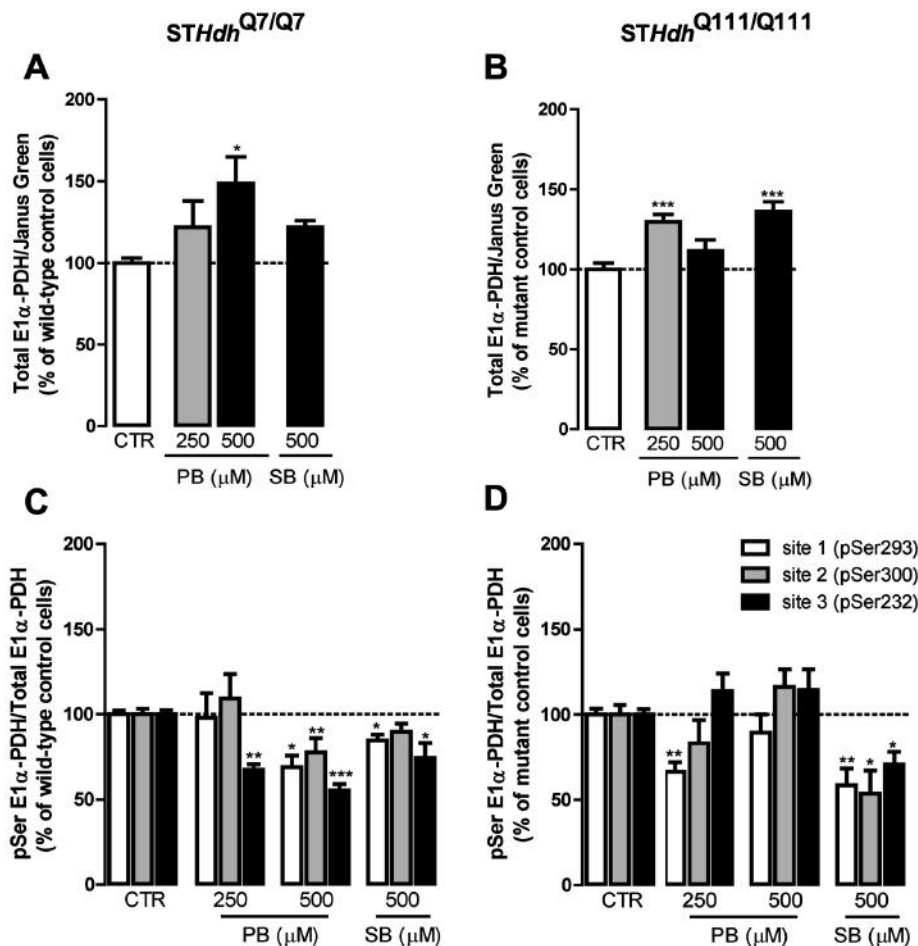 STHdhQ7/Q7
STHdhQ111/Q111
A
Total E1α-PDH/Janus Green
(% of wild-type control cells)
200
150
100
50
0
*
CTR
250
500
500
PB (μM)
SB (μM)
B
Total E1α-PDH/Janus Green
(% of mutant control cells)
200
150
100
50
0
***
***
CTR
250
500
500
PB (μM)
SB (μM)
C
pSer E1α-PDH/Total E1α-PDH
(% of wild-type control cells)
200
150
100
50
0
**
*
**
***
*
*
CTR
250
500
500
PB (μM)
SB (μM)
D
pSer E1α-PDH/Total E1α-PDH
(% of mutant control cells)
200
150
100
50
0
site 1 (pSer293)
site 2 (pSer300)
site 3 (pSer232)
**
**
*
*
CTR
250
500
500
PB (μM)
SB (μM)